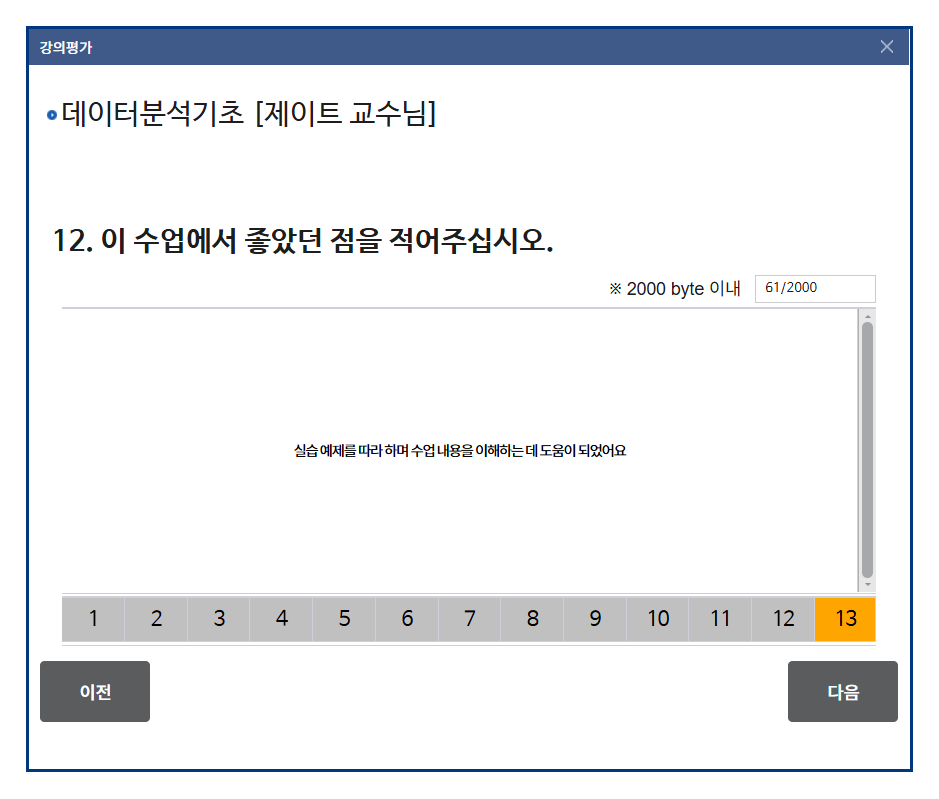 강의평가
데이터분석기초 [제이트 교수님]
12. 이 수업에서 좋았던 점을 적어주십시오.
※ 2000 byte 이내 61/2000
실습 예제를 따라 하며 수업 내용을 이해하는 데 도움이 되었어요
1 2 3 4 5 6 7 8 9 10 11 12 13
이전 다음